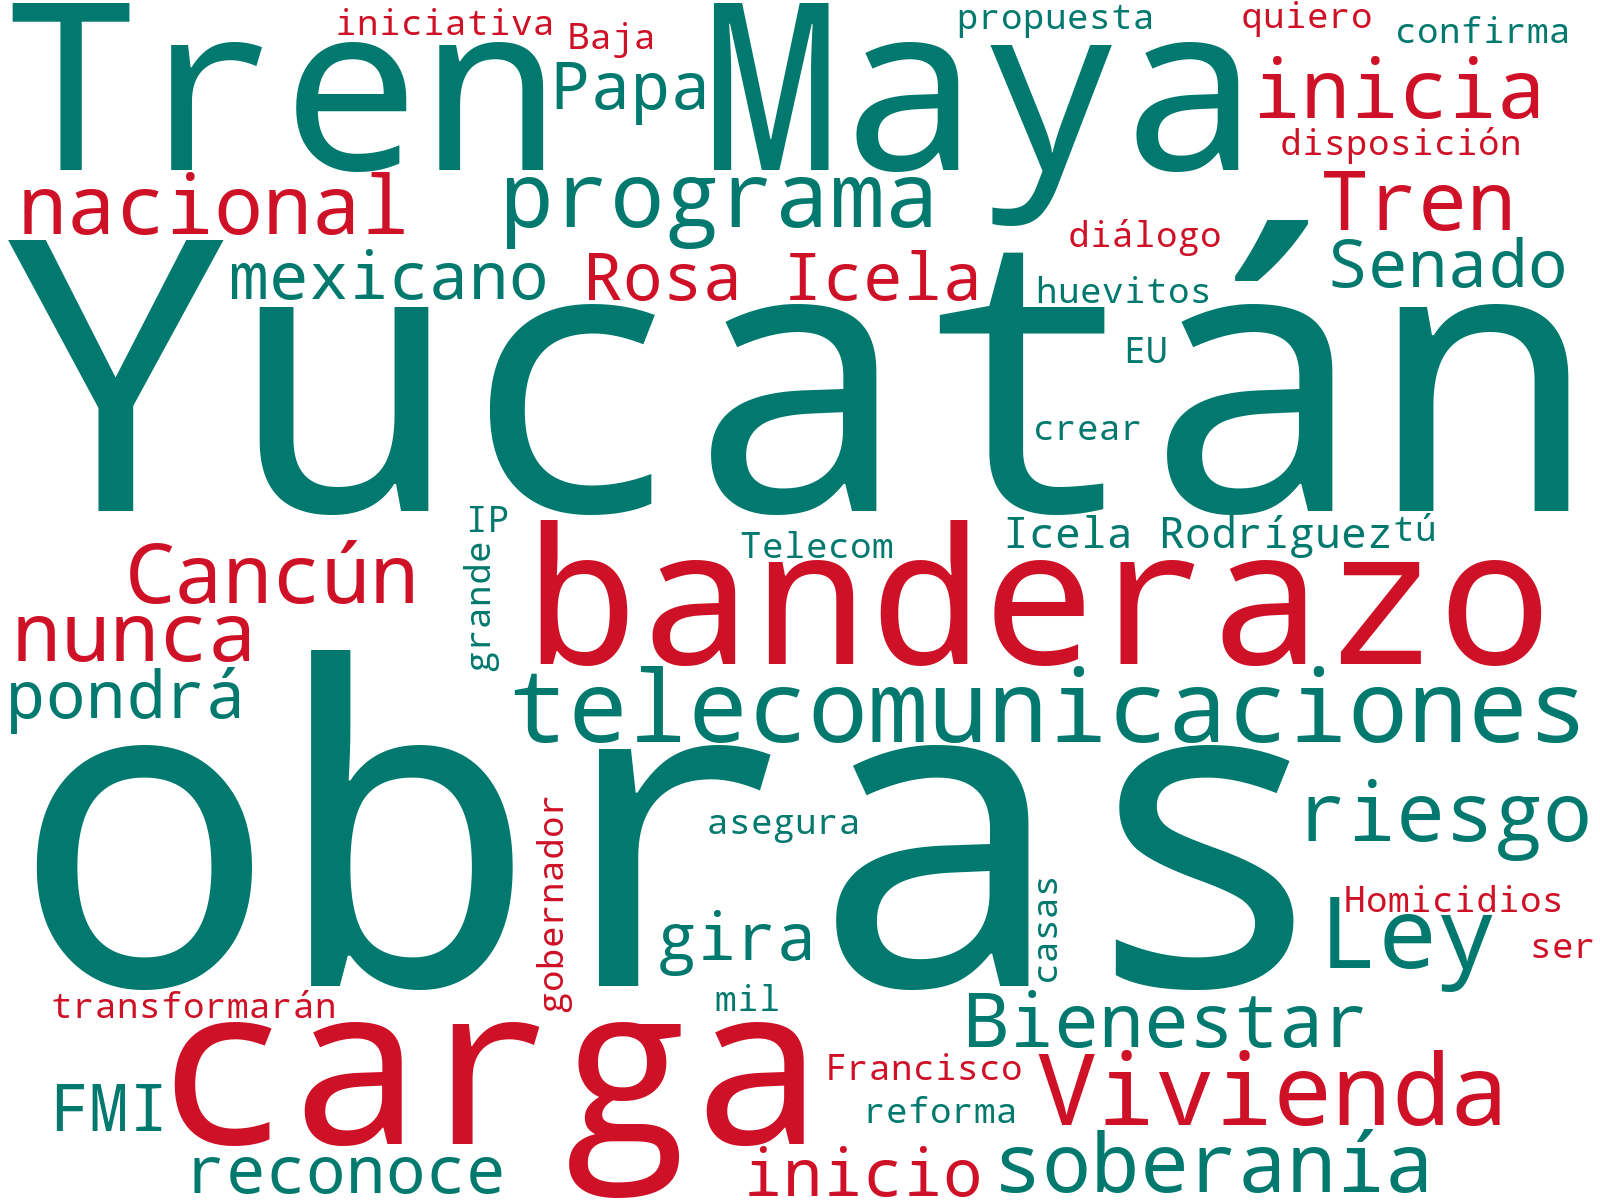 Tren Maya
iniciativa
Baja
Papa
propuesta
quiero
confirma
inicia
disposición
nacional
programa
Tren
diálogo
Senado
mexicano
Rosa Icela
huevitos
Yucatán
EU
crear
IP
grande
Cancún
banderazo
Telecom
Icela Rodríguez
tú
nunca
pondrá
telecomunicaciones
obras
riesgo
asegura
gobernador
gira
casas
Homicidios
Ley
ser
transformarán
mil
Bienestar
carga
Francisco
Vivienda
FMI
reforma
reconoce
inicio
soberanía